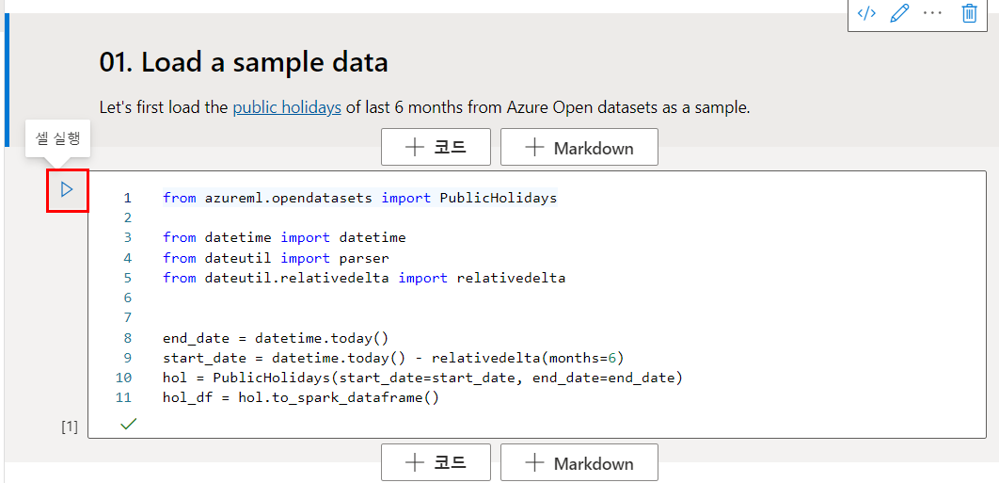 01. Load a sample data
Let's first load the public holidays of last 6 months from Azure Open datasets as a sample.
셀 실행
코드
Markdown
1 from azureml.opendatasets import PublicHolidays
2
3 from datetime import datetime
4 from dateutil import parser
5 from dateutil.relativedelta import relativedelta
6
7
8 end_date = datetime.today()
9 start_date = datetime.today() - relativedelta(months=6)
10 hol = PublicHolidays(start_date=start_date, end_date=end_date)
11 hol_df = hol.to_spark_dataframe()
[1]
코드
Markdown